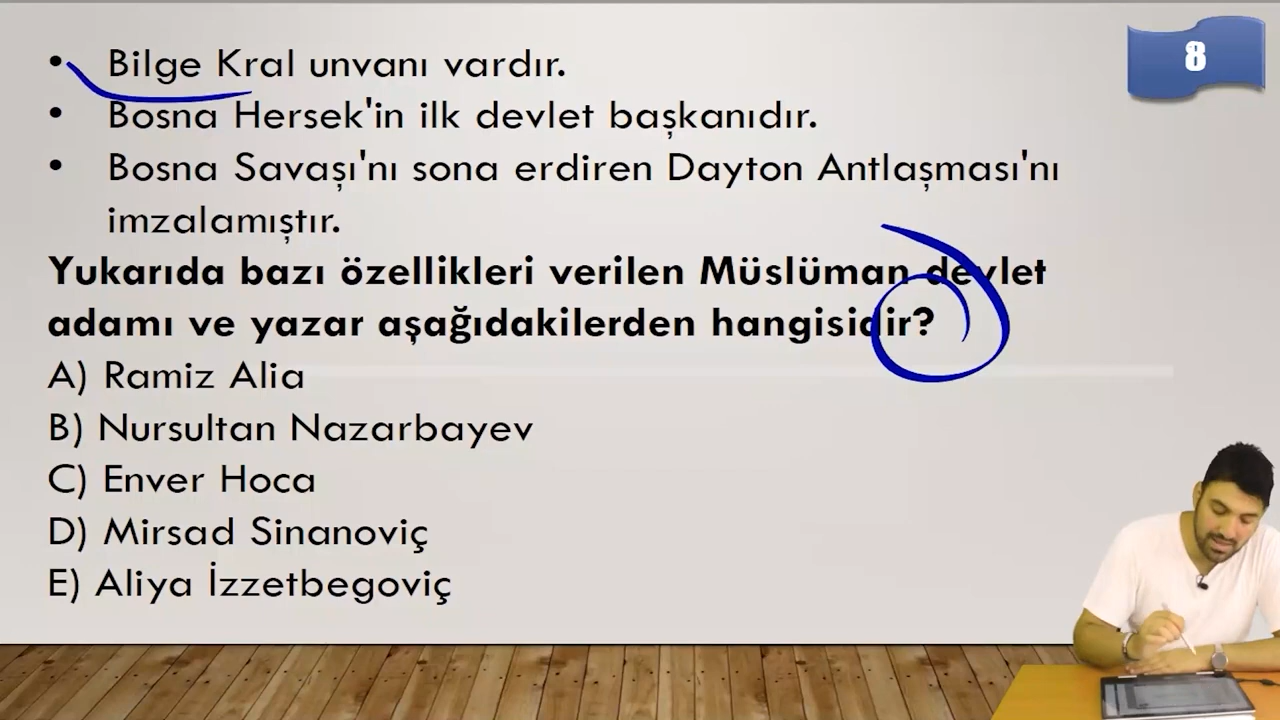 8
• Bilge Kral unvanı vardır.
• Bosna Hersek'in ilk devlet başkanıdır.
• Bosna Savaşı'nı sona erdiren Dayton Antlaşması'nı
imzalamıştır.
Yukarıda bazı özellikleri verilen Müslüman devlet
adamı ve yazar aşağıdakilerden hangisidir?
A) Ramiz Alia
B) Nursultan Nazarbayev
C) Enver Hoca
D) Mirsad Sinanoviç
E) Aliya İzzetbegoviç